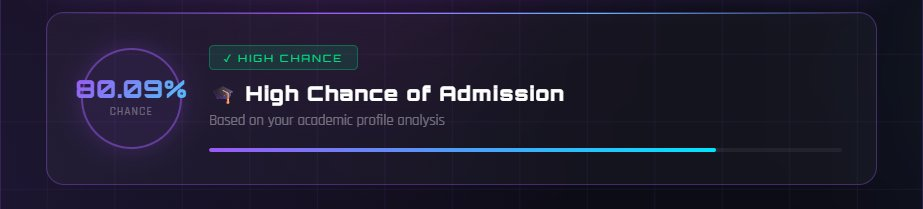 80.09%
CHANCE
✓ HIGH CHANCE
🎓 High Chance of Admission
Based on your academic profile analysis